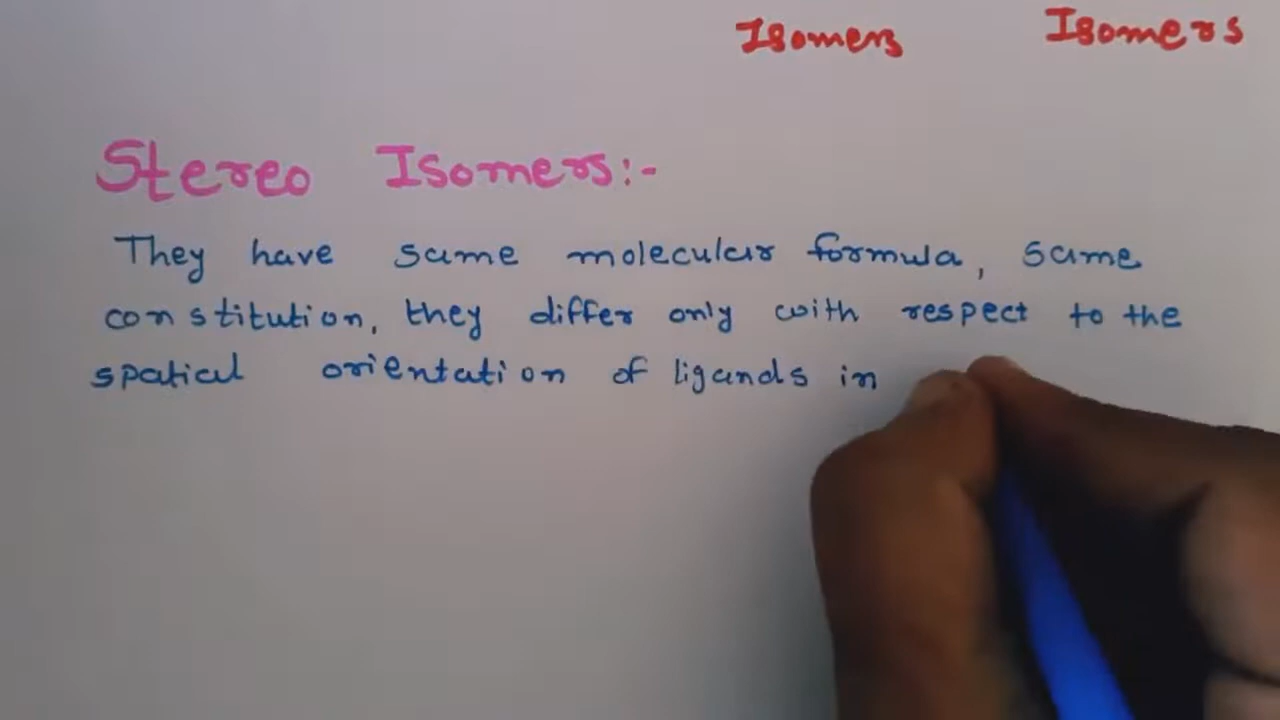 Isomers Isomers
Stereo Isomers:-
They have same molecular formula, same
constitution, they differ only with respect to the
spatial orientation of ligands in